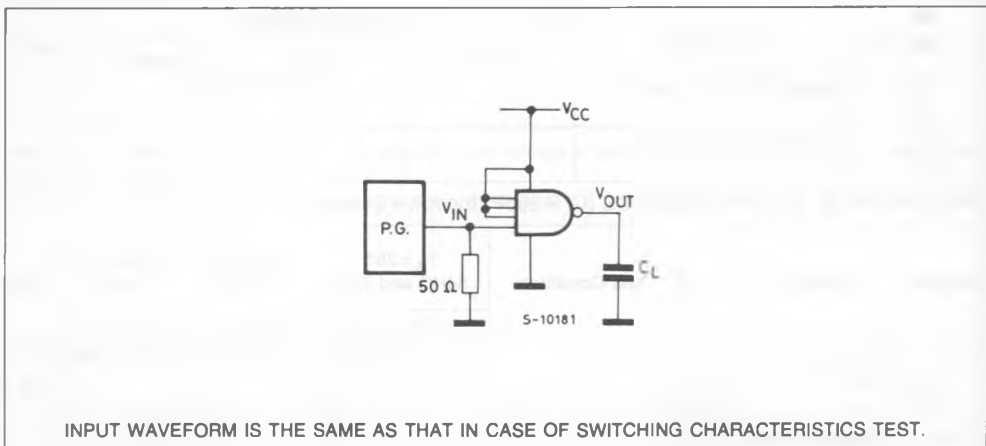 VCC
VIN
VOUT
P.G.
50 Ω
CL
S-10181
INPUT WAVEFORM IS THE SAME AS THAT IN CASE OF SWITCHING CHARACTERISTICS TEST.